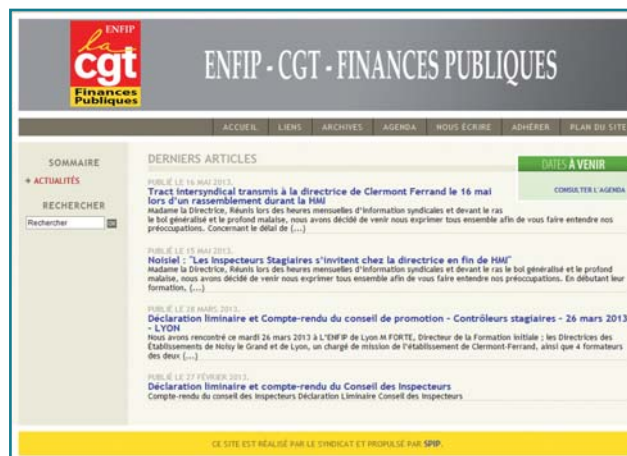 ENFIP
la
cgt
Finances
Publiques
ENFIP - CGT - FINANCES PUBLIQUES
ACCUEIL LIENS ARCHIVES AGENDA NOUS ÉCRIRE ADHÉRER PLAN DU SITE
SOMMAIRE
ACTUALITÉS
RECHERCHER
Rechercher
DERNIERS ARTICLES
DATES À VENIR
CONSULTER L'AGENDA
PUBLIÉ LE 16 MAI 2013.
Tract intersyndical transmis à la directrice de Clermont Ferrand le 16 mai
lors d'un rassemblement durant la HMI
Madame la Directrice, Réunis lors des heures mensuelles d'information syndicales et devant le ras
le bol généralisé et le profond malaise, nous avons décidé de venir nous exprimer tous ensemble afin de vous faire entendre nos
préoccupations. Concernant le délai de (...)
PUBLIÉ LE 15 MAI 2013.
Noisiel : "Les Inspecteurs Stagiaires s'invitent chez la directrice en fin de HMI"
Madame la Directrice, Réunis lors des heures mensuelles d'information syndicales et devant le ras le bol généralisé et le profond
malaise, nous avons décidé de venir nous exprimer tous ensemble afin de vous faire entendre nos préoccupations. En débutant leur
formation, (...)
PUBLIÉ LE 28 MARS 2013.
Déclaration liminaire et Compte-rendu du conseil de promotion - Contrôleurs stagiaires - 26 mars 2013
- LYON
Nous avons rencontré ce mardi 26 mars 2013 à L'ENFIP de Lyon M FORTE, Directeur de la Formation initiale ; les Directrices des
Établissements de Noisy le Grand et de Lyon, un chargé de mission de l'établissement de Clermont-Ferrand, ainsi que 4 formateurs
des deux (...)
PUBLIÉ LE 27 FÉVRIER 2013.
Déclaration liminaire et compte-rendu du Conseil des Inspecteurs
Compte-rendu du conseil des Inspecteurs Déclaration Liminaire Conseil des Inspecteurs
CE SITE EST RÉALISÉ PAR LE SYNDICAT ET PROPULSÉ PAR SPIP.